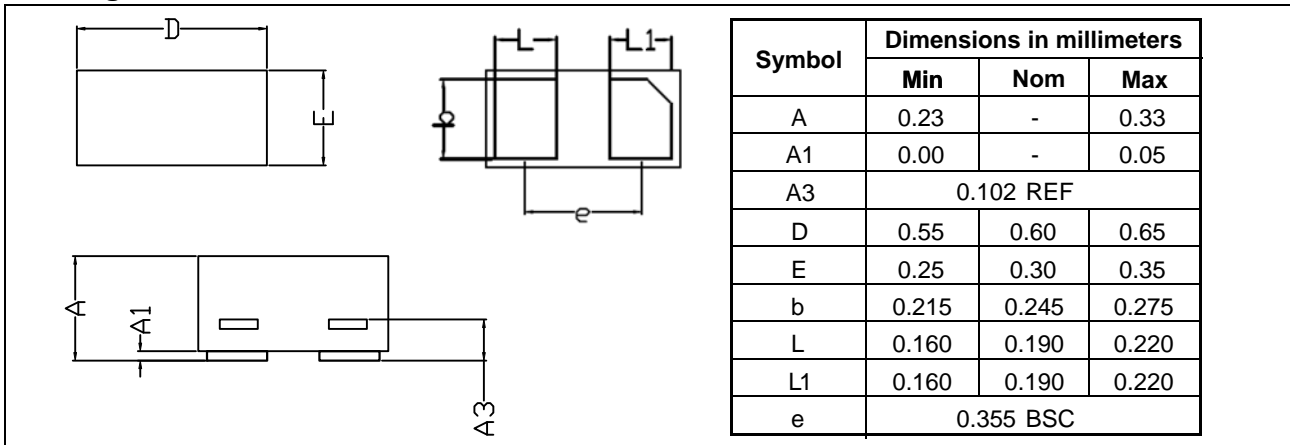 D
E
L
L1
b
e
A
A1
A3
Symbol
Dimensions in millimeters
Min Nom Max
A 0.23 - 0.33
A1 0.00 - 0.05
A3 0.102 REF
D 0.55 0.60 0.65
E 0.25 0.30 0.35
b 0.215 0.245 0.275
L 0.160 0.190 0.220
L1 0.160 0.190 0.220
e 0.355 BSC